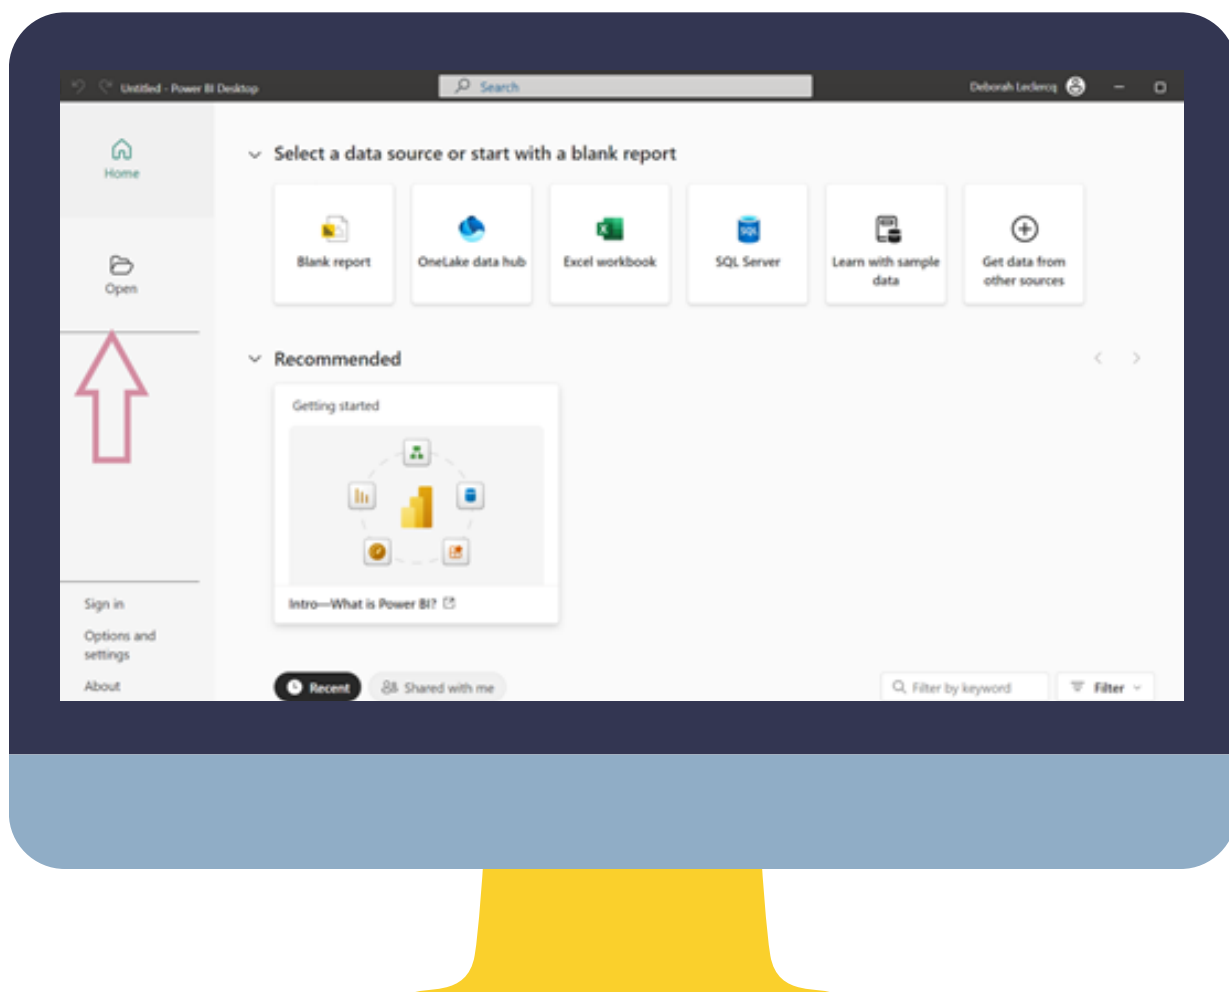 Untitled - Power BI Desktop
Search
Deborah Leclercq
Home
Open
Select a data source or start with a blank report
Blank report
OneLake data hub
Excel workbook
SQL
SQL Server
Learn with sample
data
Get data from
other sources
Recommended
Getting started
Intro—What is Power BI?
Sign in
Options and
settings
About
Recent
Shared with me
Filter by keyword
Filter